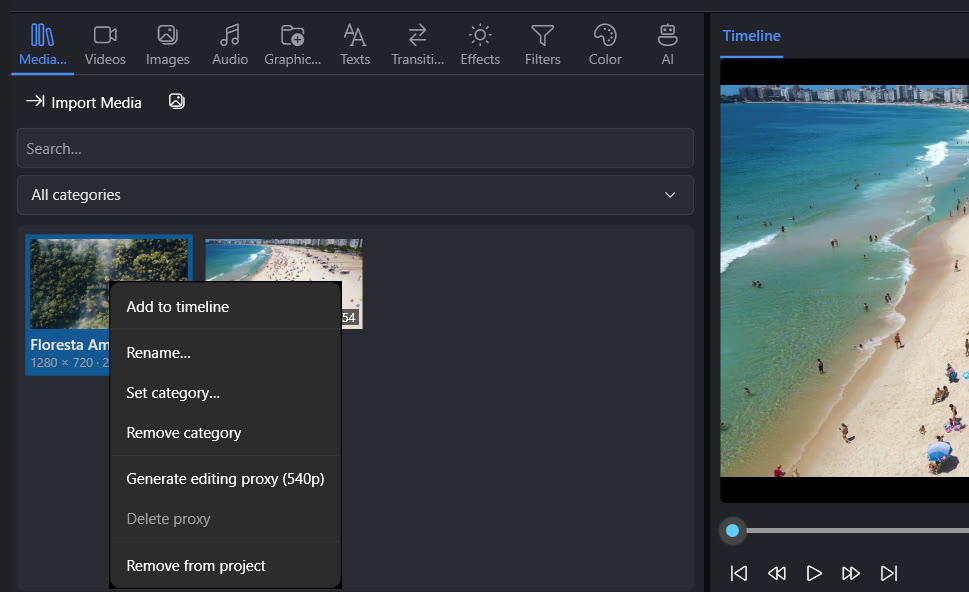 Media...
Videos
Images
Audio
Graphic...
Texts
Transiti...
Effects
Filters
Color
AI
Timeline
Import Media
Search...
All categories
54
Floresta Am
1280 × 720 · 2
Add to timeline
Rename...
Set category...
Remove category
Generate editing proxy (540p)
Delete proxy
Remove from project